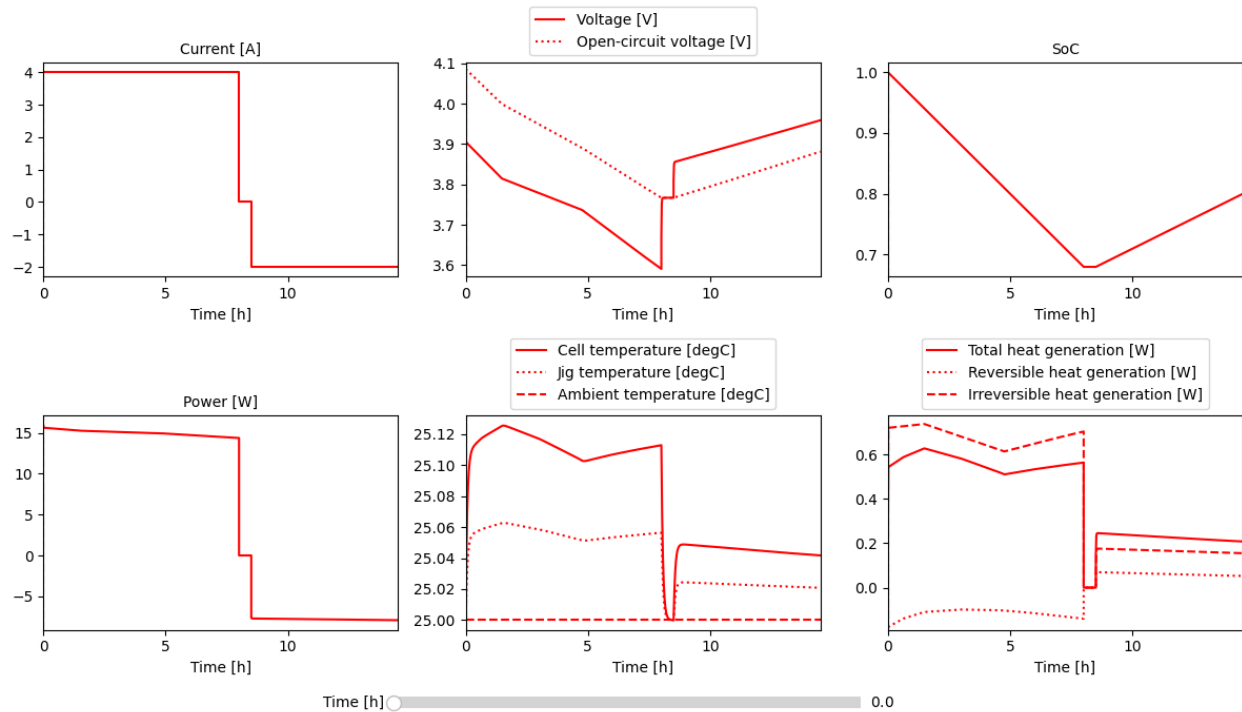 Current [A]
4
3
2
1
0
−1
−2
0
5
10
Time [h]
Voltage [V]
Open-circuit voltage [V]
4.1
4.0
3.9
3.8
3.7
3.6
0
5
10
Time [h]
SoC
1.0
0.9
0.8
0.7
0
5
10
Time [h]
Power [W]
15
10
5
0
−5
0
5
10
Time [h]
Cell temperature [degC]
Jig temperature [degC]
Ambient temperature [degC]
25.12
25.10
25.08
25.06
25.04
25.02
25.00
0
5
10
Time [h]
Total heat generation [W]
Reversible heat generation [W]
Irreversible heat generation [W]
0.6
0.4
0.2
0.0
0
5
10
Time [h]
Time [h] 0.0